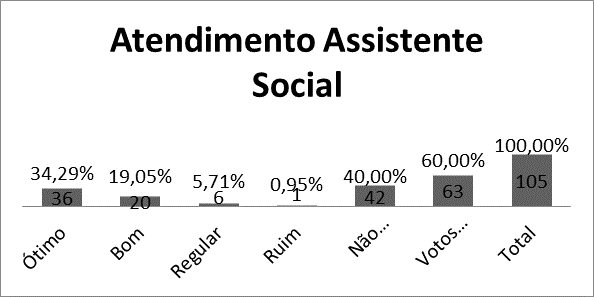 Atendimento Assistente
Social
34,29% 19,05% 5,71% 0,95% 40,00% 60,00% 100,00%
36 20 6 1 42 63 105
Ótimo Bom Regular Ruim Não... Votos... Total